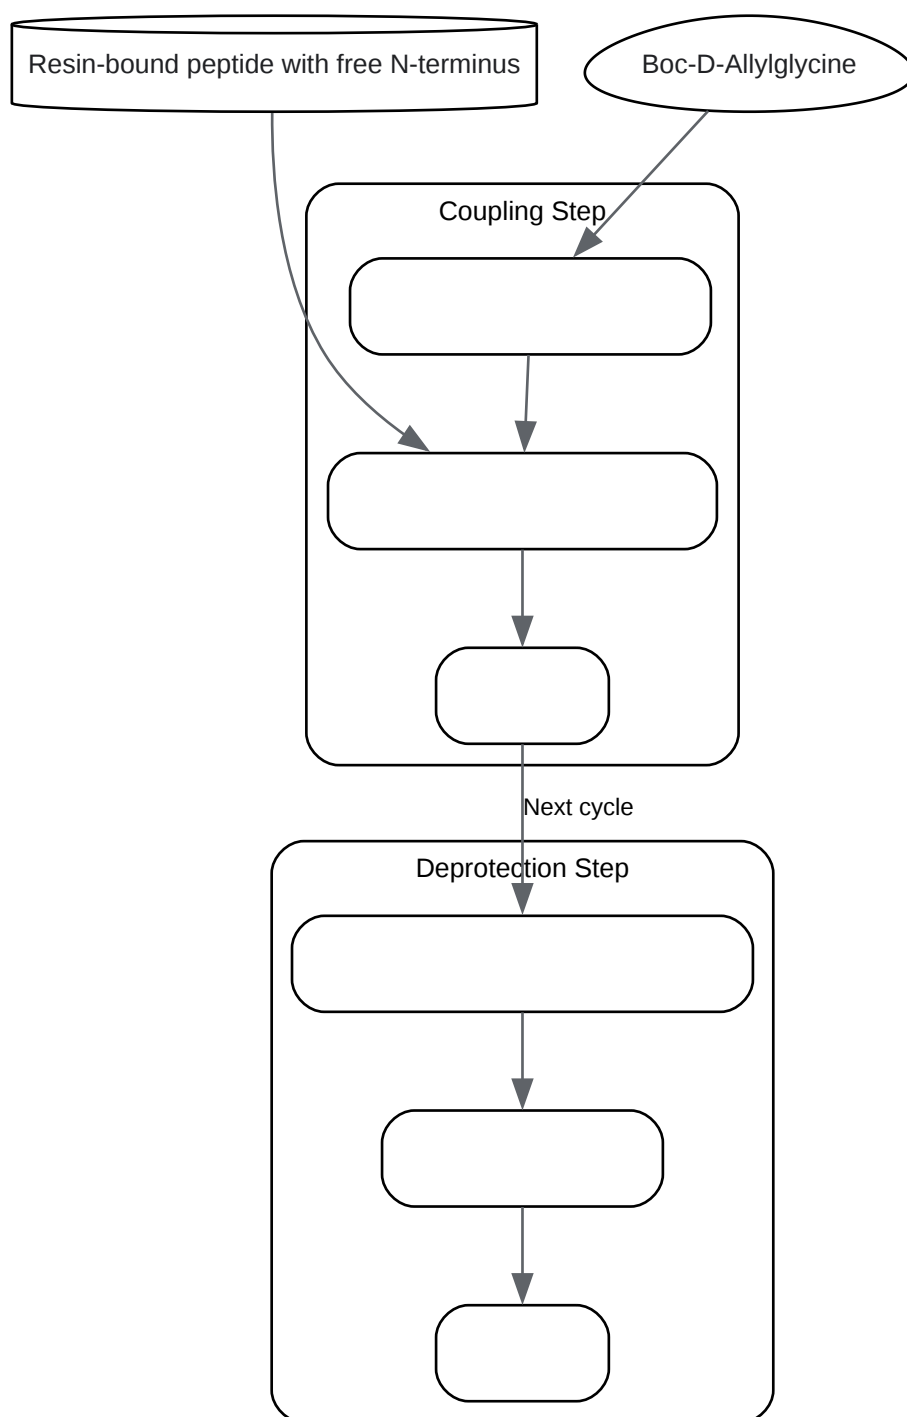 Resin-bound peptide with free N-terminus
Boc-D-Allylglycine
Coupling Step
Next cycle
Deprotection Step